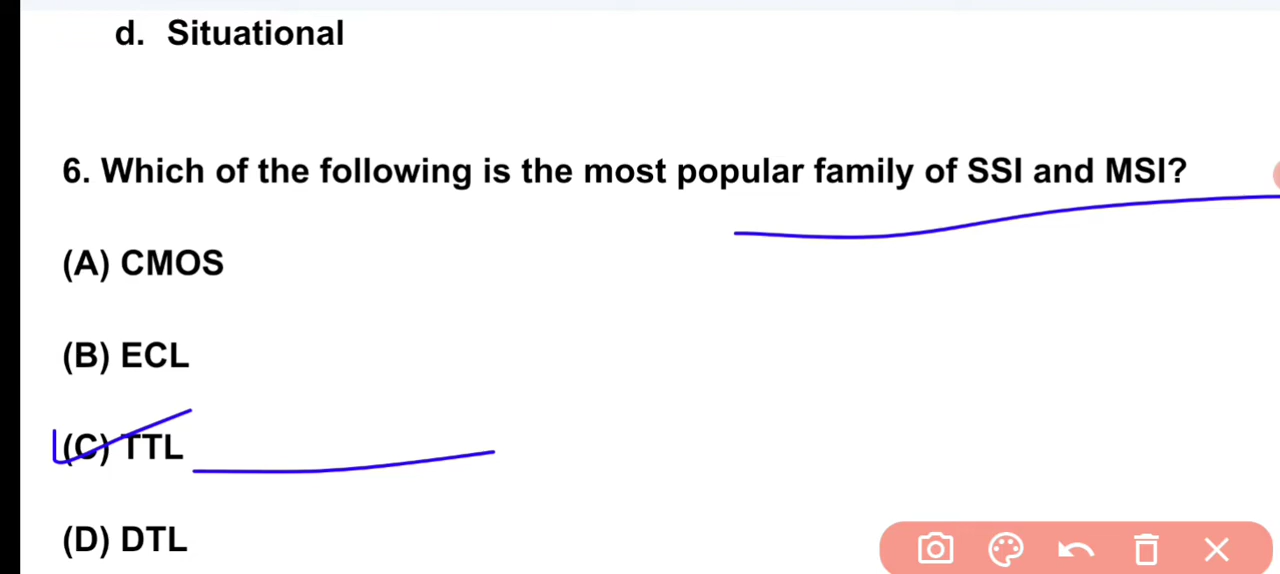 d. Situational
6. Which of the following is the most popular family of SSI and MSI?
(A) CMOS
(B) ECL
(C) TTL
(D) DTL